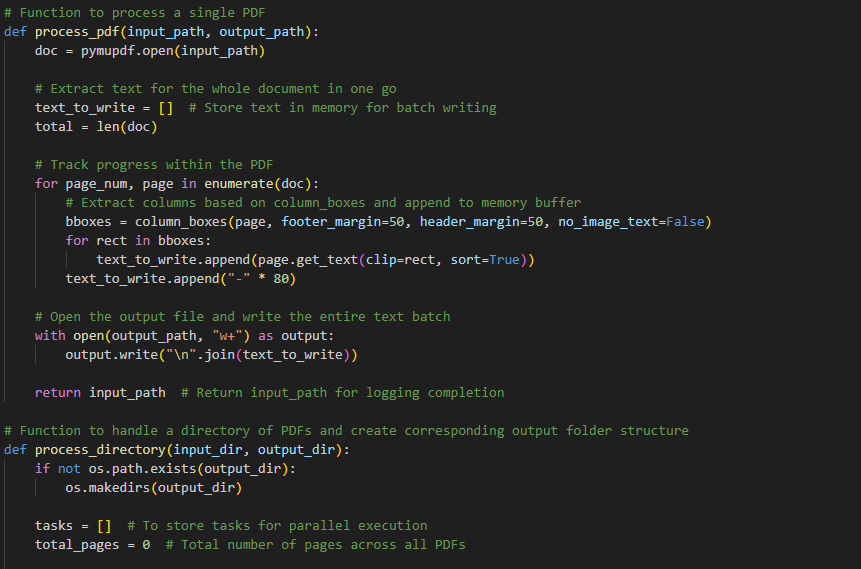 # Function to process a single PDF
def process_pdf(input_path, output_path):
    doc = pymupdf.open(input_path)

    # Extract text for the whole document in one go
    text_to_write = []  # Store text in memory for batch writing
    total = len(doc)

    # Track progress within the PDF
    for page_num, page in enumerate(doc):
        # Extract columns based on column_boxes and append to memory buffer
        bboxes = column_boxes(page, footer_margin=50, header_margin=50, no_image_text=False)
        for rect in bboxes:
            text_to_write.append(page.get_text(clip=rect, sort=True))
        text_to_write.append("-" * 80)

    # Open the output file and write the entire text batch
    with open(output_path, "w+") as output:
        output.write("\n".join(text_to_write))

    return input_path  # Return input_path for logging completion

# Function to handle a directory of PDFs and create corresponding output folder structure
def process_directory(input_dir, output_dir):
    if not os.path.exists(output_dir):
        os.makedirs(output_dir)

    tasks = []  # To store tasks for parallel execution
    total_pages = 0  # Total number of pages across all PDFs